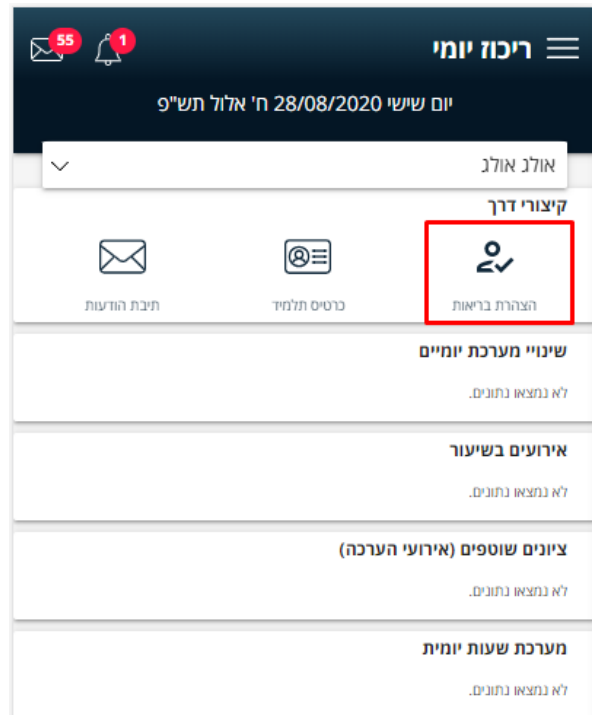 ריכוז יומי
1
55
יום שישי 28/08/2020 ח' אלול תש"פ
אולג אולג
קיצורי דרך
הצהרת בריאות
כרטיס תלמיד
תיבת הודעות
שינויי מערכת יומיים
לא נמצאו נתונים.
אירועים בשיעור
לא נמצאו נתונים.
ציונים שוטפים (אירועי הערכה)
לא נמצאו נתונים.
מערכת שעות יומית
לא נמצאו נתונים.